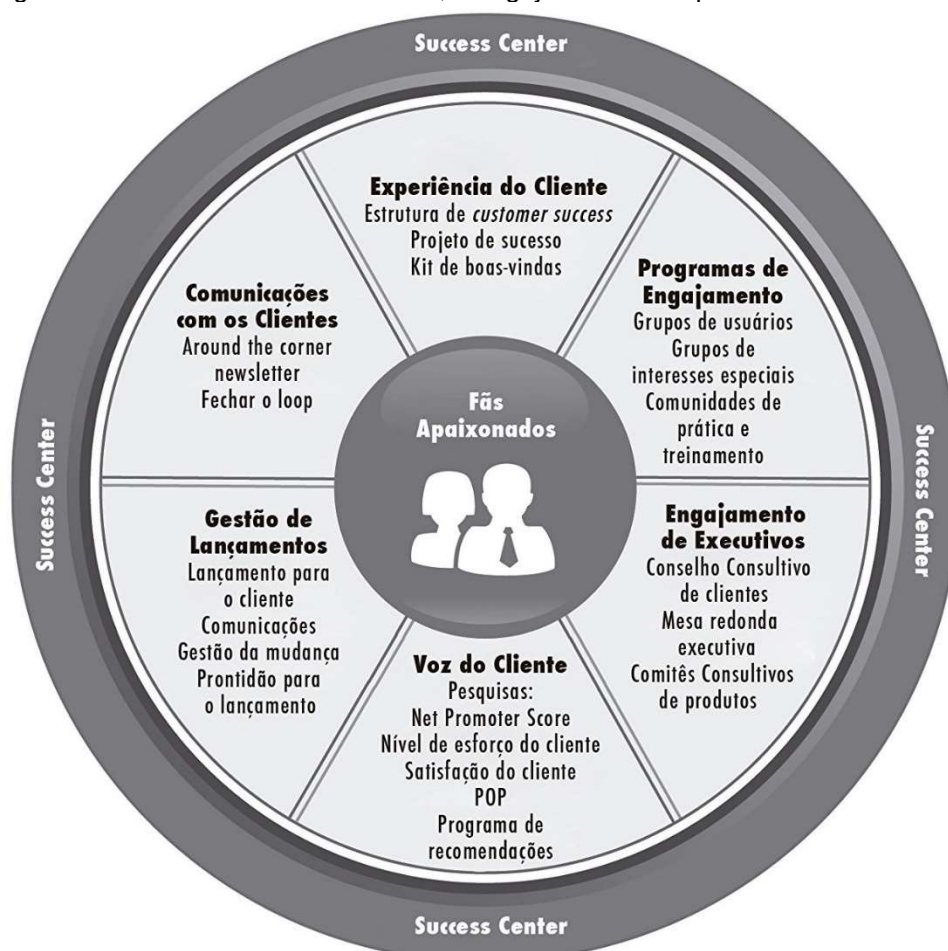 Success Center
Experiência do Cliente
Estrutura de customer success
Projeto de sucesso
Kit de boas-vindas
Programas de
Engajamento
Grupos de usuários
Grupos de
interesses especiais
Comunidades de
prática e
treinamento
Engajamento
de Executivos
Conselho Consultivo
de clientes
Mesa redonda
executiva
Comitês Consultivos
de produtos
Voz do Cliente
Pesquisas:
Net Promoter Score
Nível de esforço do cliente
Satisfação do cliente
POP
Programa de
recomendações
Gestão de
Lançamentos
Lançamento para
o cliente
Comunicações
Gestão da mudança
Prontidão para
o lançamento
Comunicações
com os Clientes
Around the corner
newsletter
Fechar o loop
Fãs
Apaixonados
Success Center
Success Center
Success Center